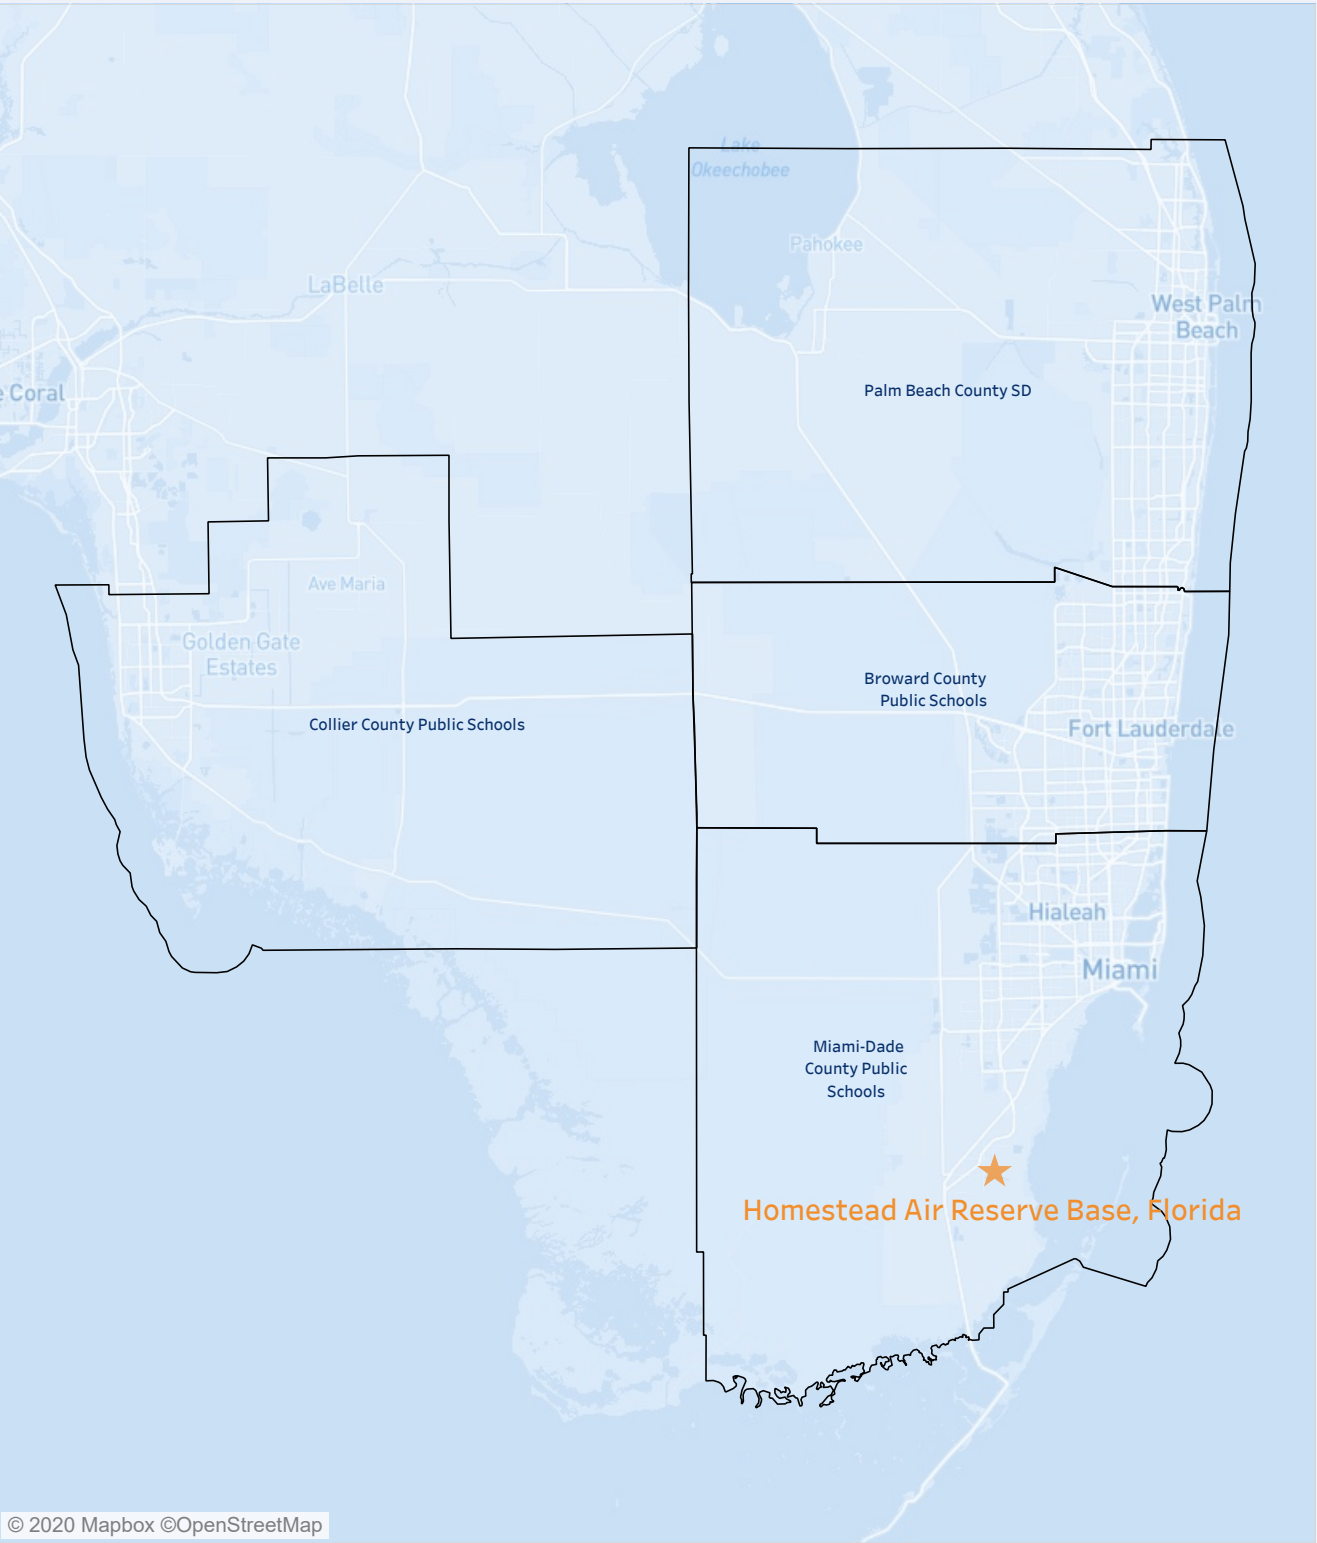 Lake
Okeechobee
Pahokee
LaBelle
West Palm
Beach
e Coral
Palm Beach County SD
Ave Maria
Golden Gate
Estates
Broward County
Public Schools
Collier County Public Schools
Fort Lauderdale
Hialeah
Miami
Miami-Dade
County Public
Schools
Homestead Air Reserve Base, Florida
© 2020 Mapbox ©OpenStreetMap